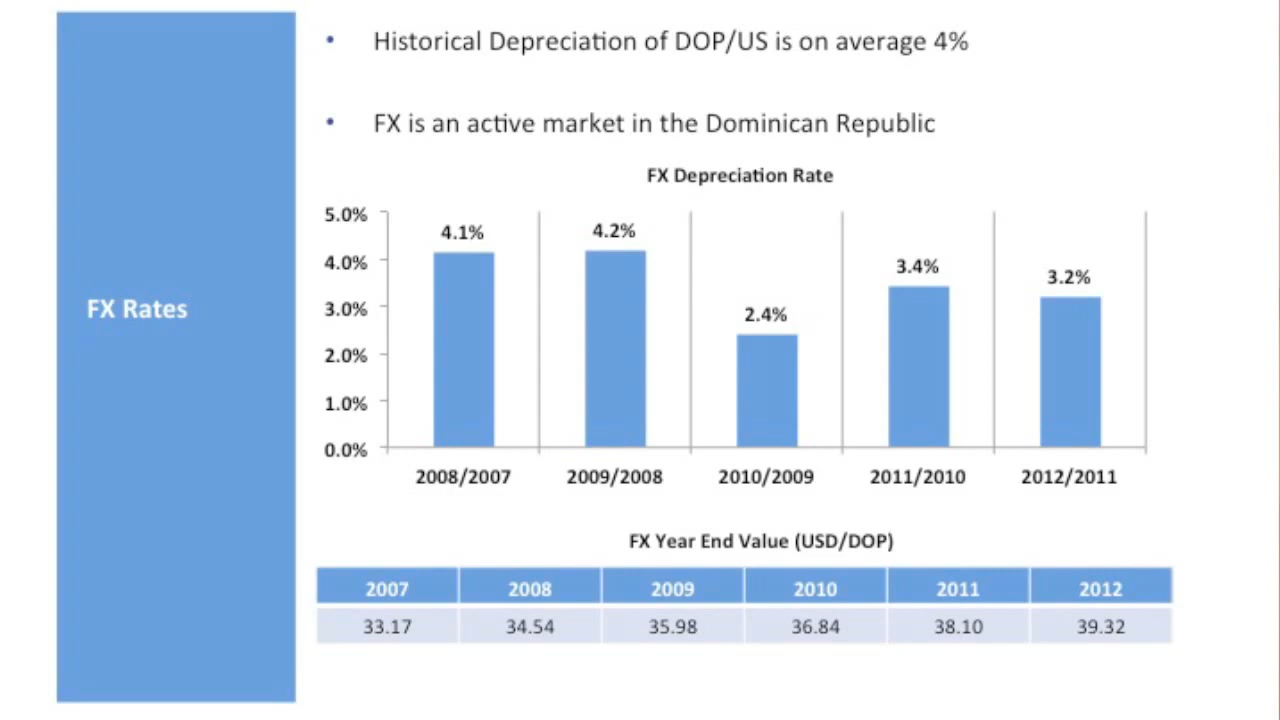 • Historical Depreciation of DOP/US is on average 4%
• FX is an active market in the Dominican Republic
FX Rates
FX Depreciation Rate
5.0%
4.0%
3.0%
2.0%
1.0%
0.0%
4.1%
4.2%
2.4%
3.4%
3.2%
2008/2007 2009/2008 2010/2009 2011/2010 2012/2011
FX Year End Value (USD/DOP)
2007 2008 2009 2010 2011 2012
33.17 34.54 35.98 36.84 38.10 39.32